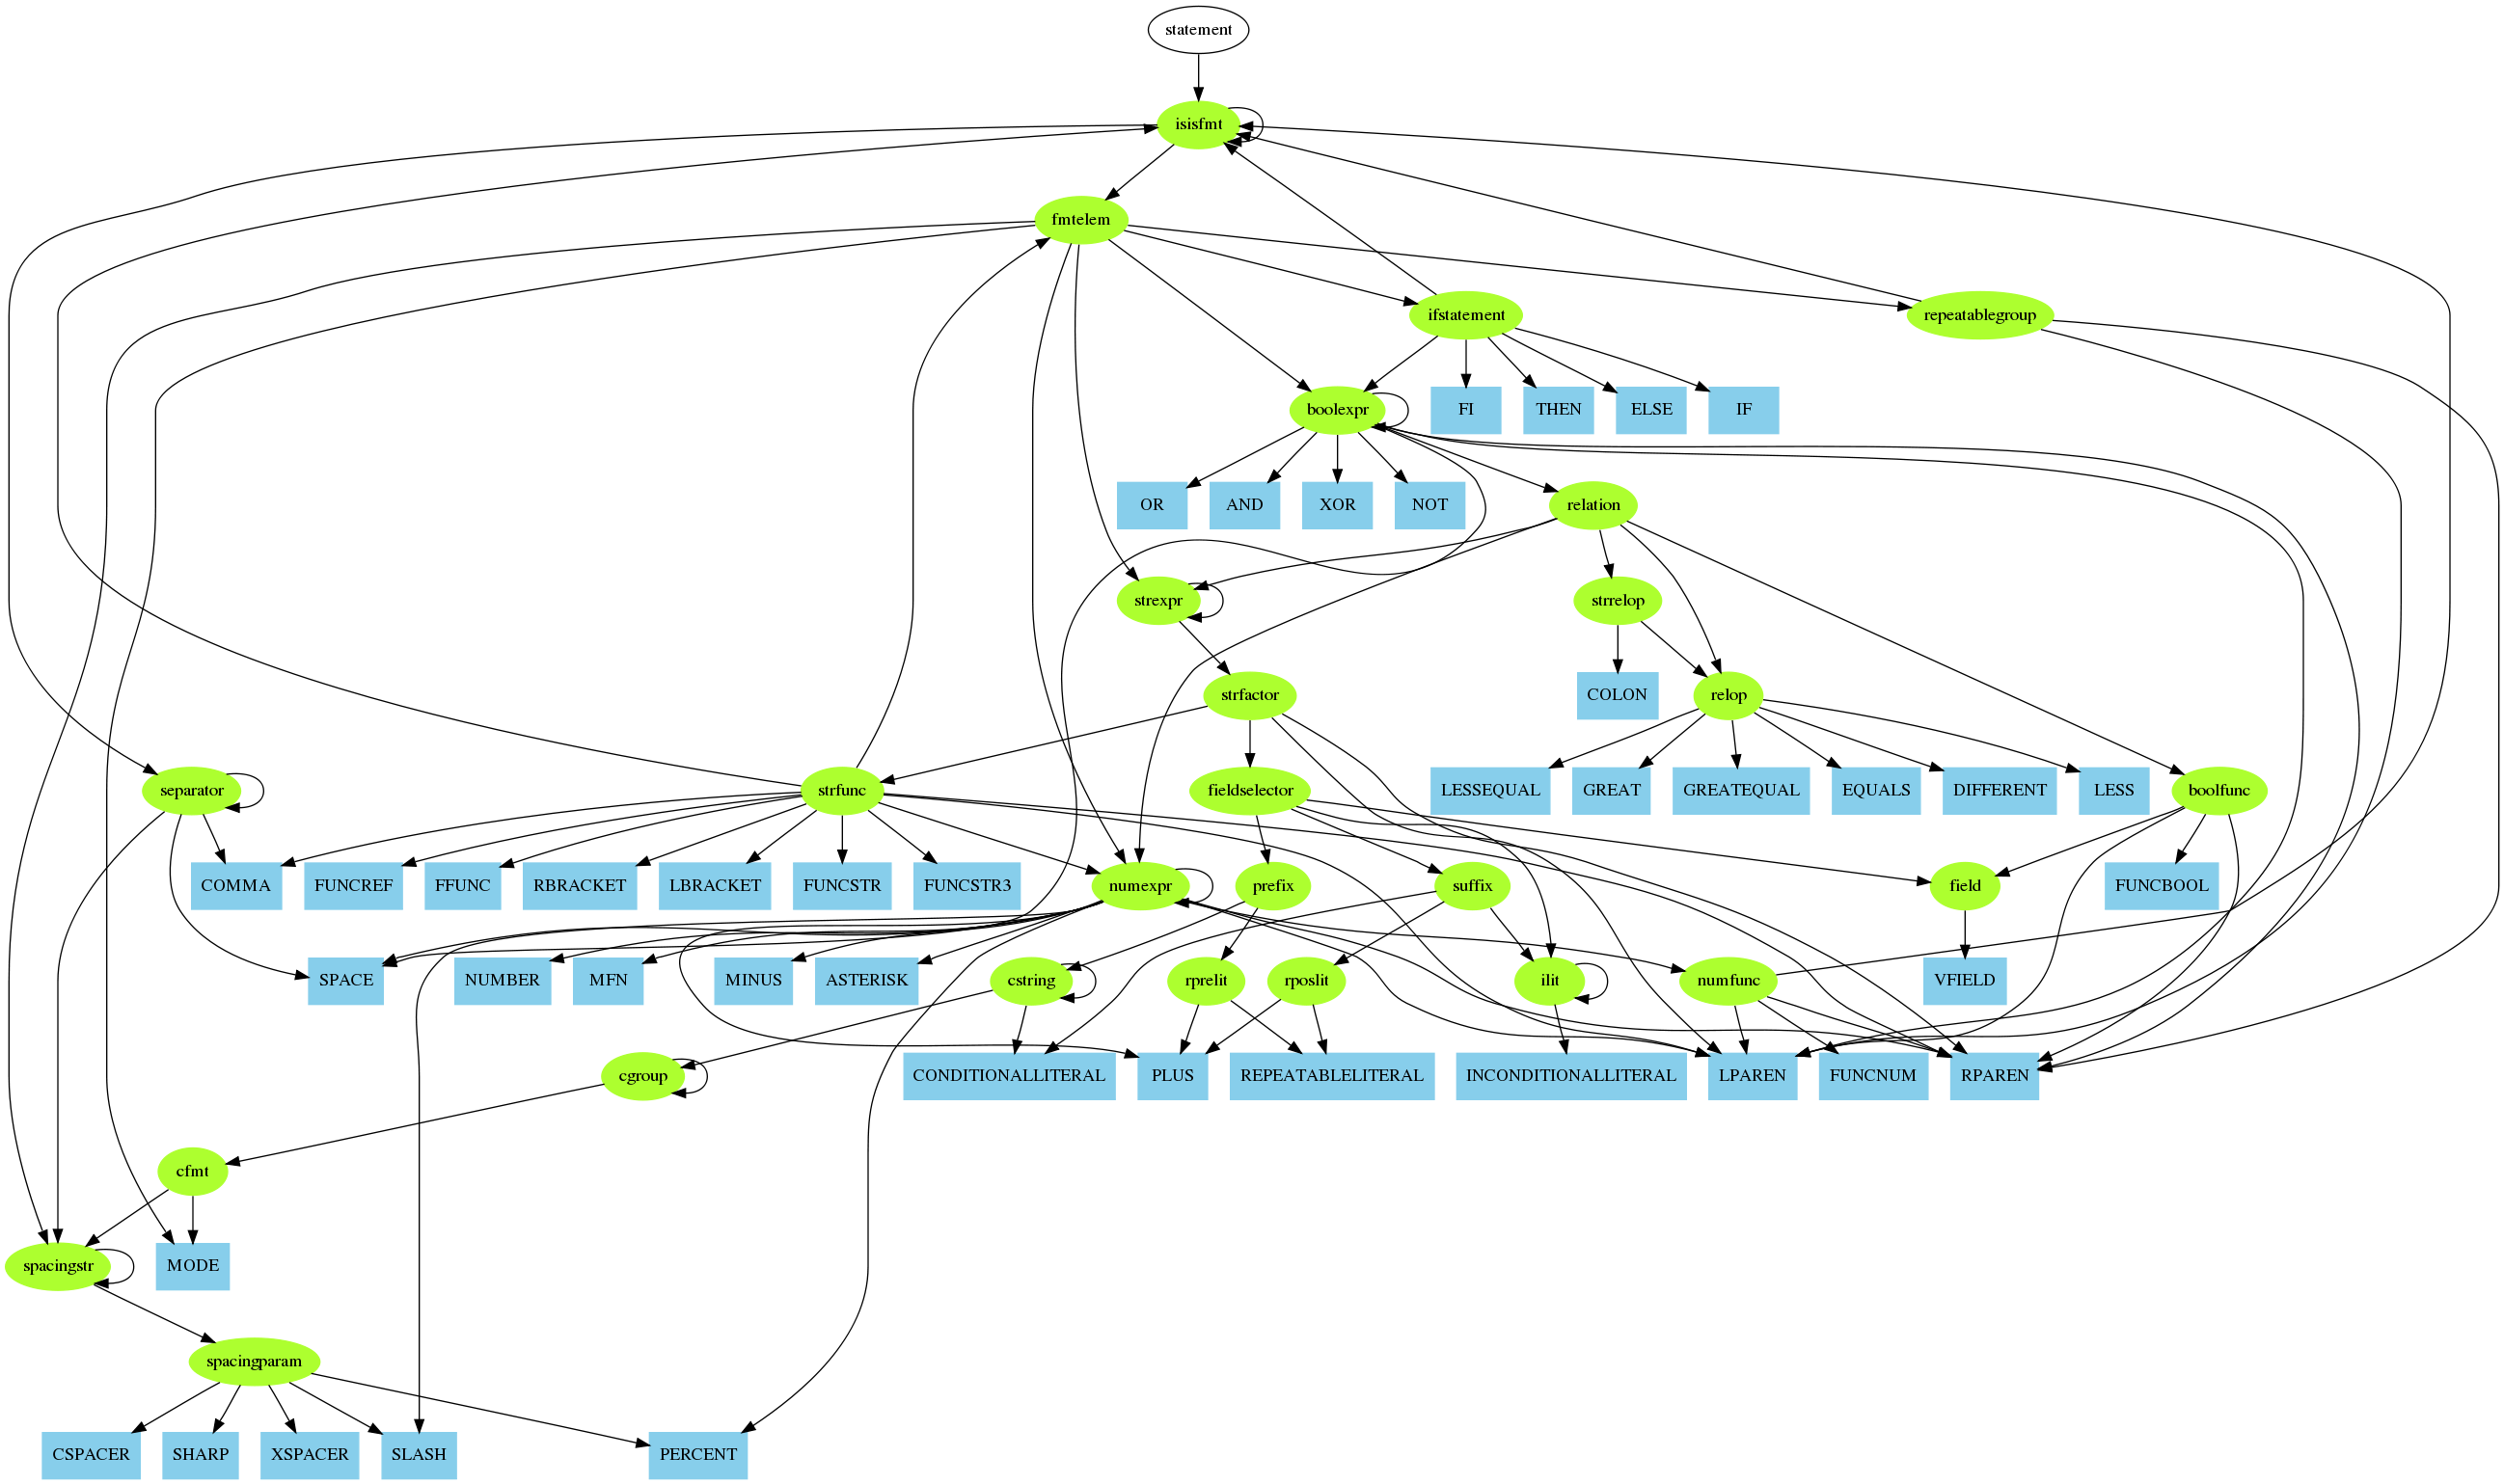 statement
isisfmt
fmtelem
ifstatement
repeatablegroup
boolexpr
FI
THEN
ELSE
IF
OR
AND
XOR
NOT
relation
strexpr
strrelop
strfactor
COLON
relop
separator
strfunc
fieldselector
LESSEQUAL
GREAT
GREATEQUAL
EQUALS
DIFFERENT
LESS
boolfunc
COMMA
FUNCREF
FFUNC
RBRACKET
LBRACKET
FUNCSTR
FUNCSTR3
numexpr
prefix
suffix
field
FUNCBOOL
SPACE
NUMBER
MFN
MINUS
ASTERISK
cstring
rprelit
rposlit
ilit
numfunc
VFIELD
cgroup
CONDITIONALLITERAL
PLUS
REPEATABLELITERAL
INCONDITIONALLITERAL
LPAREN
FUNCNUM
RPAREN
cfmt
spacingstr
MODE
spacingparam
CSPACER
SHARP
XSPACER
SLASH
PERCENT